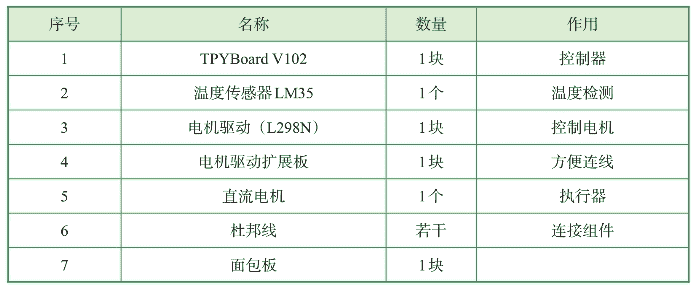 序号 名称 数量 作用
1 TPYBoard V102 1块 控制器
2 温度传感器LM35 1个 温度检测
3 电机驱动（L298N） 1块 控制电机
4 电机驱动扩展板 1块 方便连线
5 直流电机 1个 执行器
6 杜邦线 若干 连接组件
7 面包板 1块